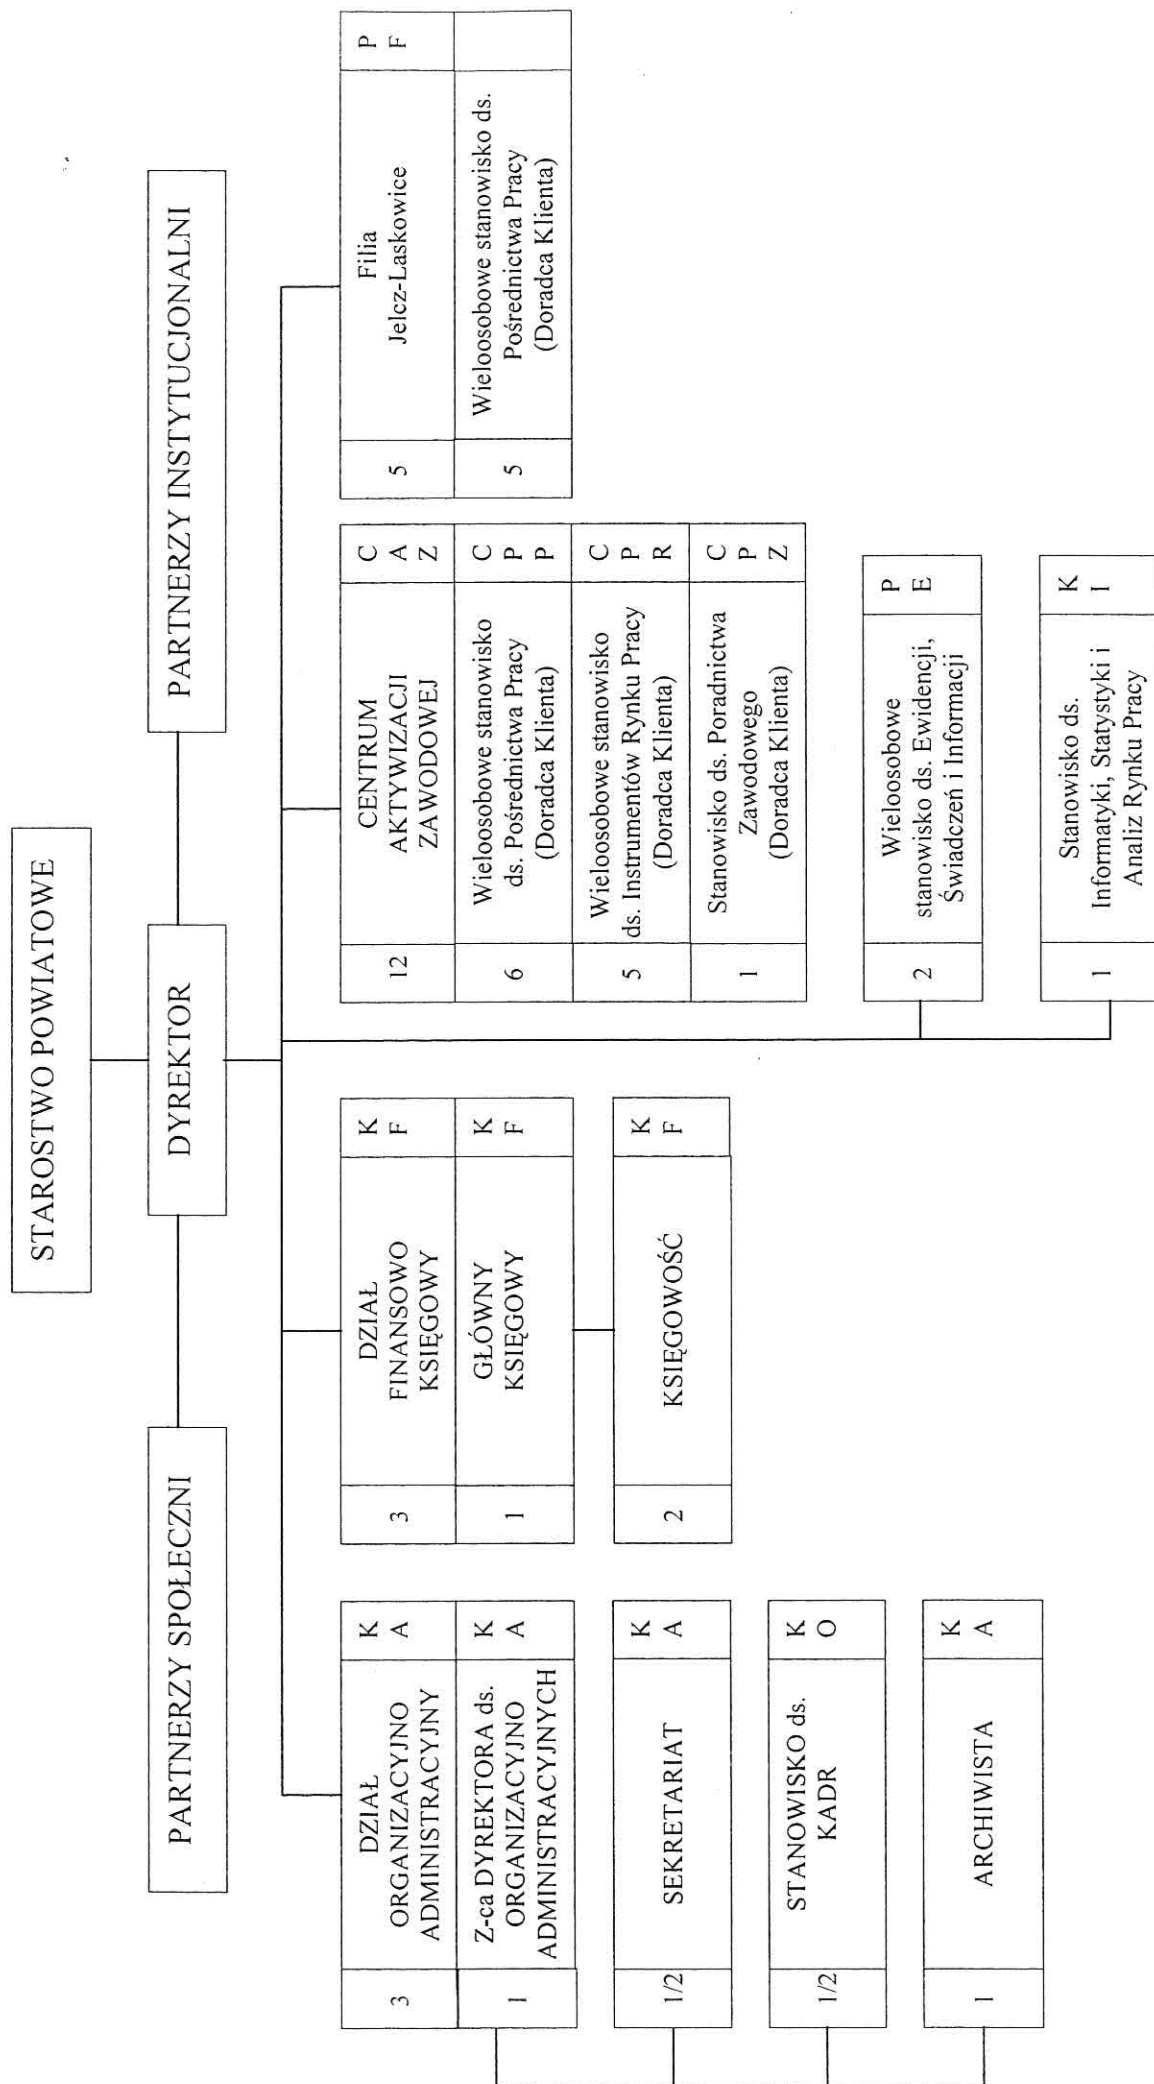 STAROSTWO POWIATOWE
PARTNERZY SPOŁECZNI
DYREKTOR
PARTNERZY INSTYTUCJONALNI
3
DZIAŁ
ORGANIZACYJNO
ADMINISTRACYJNY
K
A
1
Z-ca DYREKTORA ds.
ORGANIZACYJNO
ADMINISTRACYJNYCH
K
A
1/2
SEKRETARIAT
K
A
1/2
STANOWISKO ds.
KADR
K
O
1
ARCHIWISTA
K
A
3
DZIAŁ
FINANSOWO
KSIĘGOWY
K
F
1
GŁÓWNY
KSIĘGOWY
K
F
2
KSIĘGOWOŚĆ
K
F
12
CENTRUM
AKTYWIZACJI
ZAWODOWEJ
C
A
Z
6
Wieloosobowe stanowisko
ds. Pośrednictwa Pracy
(Doradca Klienta)
C
P
P
5
Wieloosobowe stanowisko
ds. Instrumentów Rynku Pracy
(Doradca Klienta)
C
P
R
1
Stanowisko ds. Poradnictwa
Zawodowego
(Doradca Klienta)
C
P
Z
2
Wieloosobowe
stanowisko ds. Ewidencji,
Świadczeń i Informacji
P
E
1
Stanowisko ds.
Informatyki, Statystyki i
Analiz Rynku Pracy
K
I
5
Filia
Jelcz-Laskowice
P
F
5
Wieloosobowe stanowisko ds.
Pośrednictwa Pracy
(Doradca Klienta)